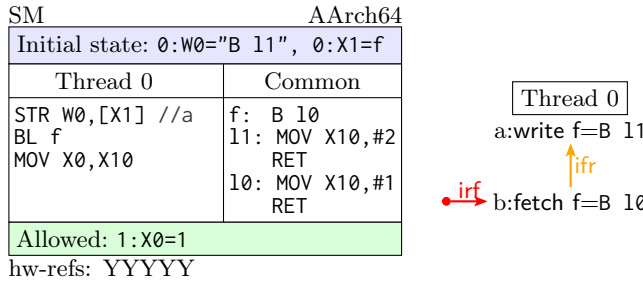 SM AArch64
Initial state: 0:W0="B l1", 0:X1=f
Thread 0 Common
STR W0,[X1] //a
BL f
MOV X0,X10
f: B l0
l1: MOV X10,#2
RET
l0: MOV X10,#1
RET
Allowed: 1:X0=1
hw-refs: YYYYY
Thread 0
a:write f=B l1
ifr
irf
b:fetch f=B l0